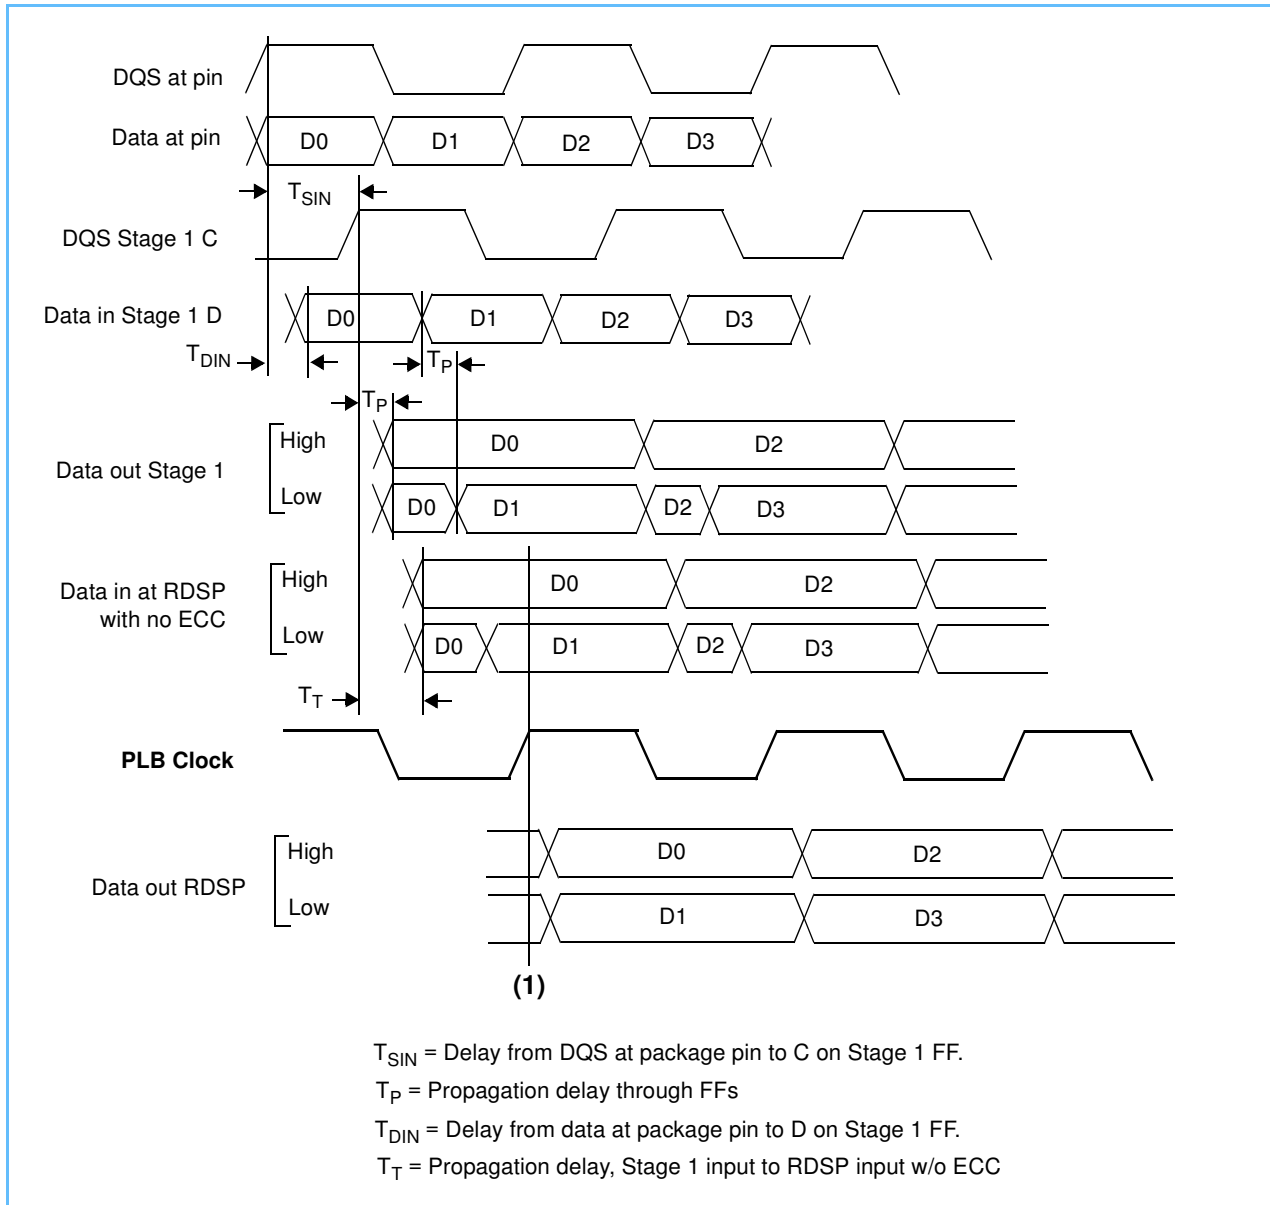 DQS at pin
Data at pin
D0 D1 D2 D3
TSIN
DQS Stage 1 C
Data in Stage 1 D
D0 D1 D2 D3
TDIN
TP
TP
Data out Stage 1
High
D0 D2
Low
D0 D1 D2 D3
Data in at RDSP
with no ECC
High
D0 D2
Low
D0 D1 D2 D3
TT
PLB Clock
Data out RDSP
High
D0 D2
Low
D1 D3
(1)
TSIN = Delay from DQS at package pin to C on Stage 1 FF.
TP = Propagation delay through FFs
TDIN = Delay from data at package pin to D on Stage 1 FF.
TT = Propagation delay, Stage 1 input to RDSP input w/o ECC